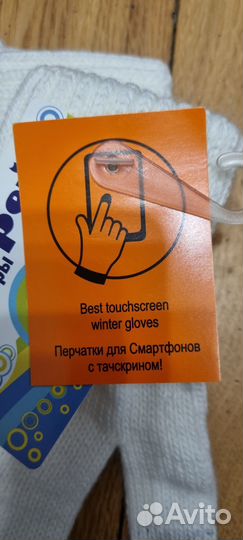 Best touchscreen
winter gloves
Перчатки для Смартфонов
с тачскрином!
Avito